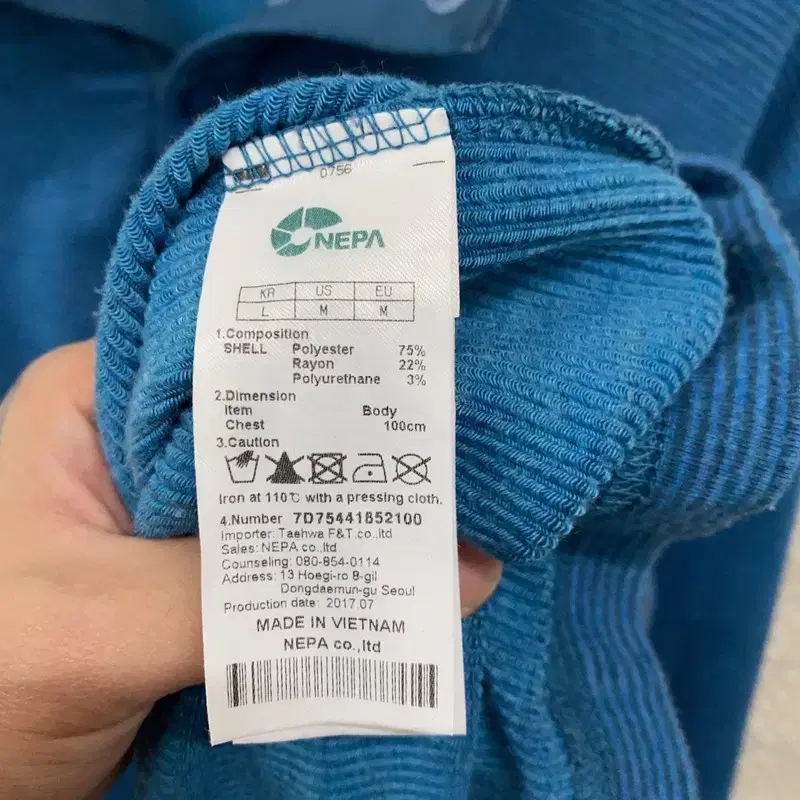 0756
NEPA
KR US EU
L M M
1.Composition
SHELL Polyester 75%
Rayon 22%
Polyurethane 3%
2.Dimension
Item Body
Chest 100cm
3.Caution
Iron at 110℃ with a pressing cloth.
4.Number 7D75441852100
Importer: Taehwa F&T co.,ltd
Sales: NEPA co.,ltd
Counseling: 080-854-0114
Address: 13 Hoegi-ro 8-gil
Dongdaemun-gu Seoul
Production date: 2017.07
MADE IN VIETNAM
NEPA co.,ltd